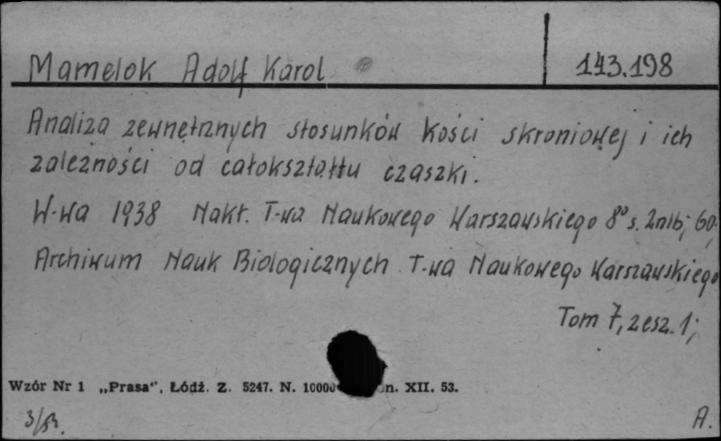 Mamelok Adolf Karol 143.198
Analiza zewnętrznych stosunków kości skroniowej i ich
zależności od całokształtu czaszki.
W-wa 1938 Nakł. T-wa Naukowego Warszawskiego 8° s. 2nlb; 60;
Archiwum Nauk Biologicznych T-wa Naukowego Warszawskiego
Tom 7, zesz. 1;
Wzór Nr 1 „Prasa", Łódź. Z. 5247. N. 10000 n. XII. 53.
A.